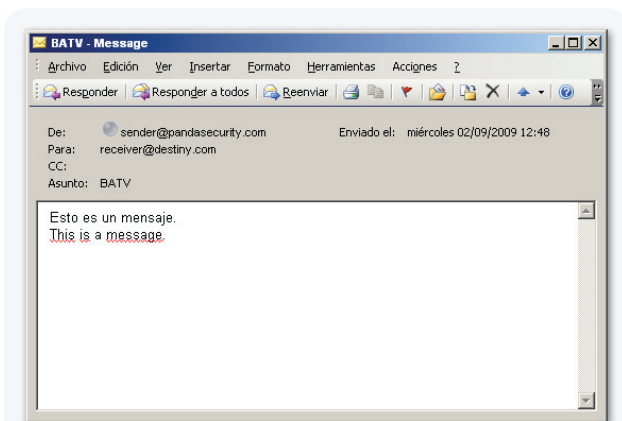 BATV - Message
Archivo Edición Ver Insertar Formato Herramientas Acciones ?
Responder Responder a todos Reenviar
De: sender@pandasecurity.com Enviado el: miércoles 02/09/2009 12:48
Para: receiver@destiny.com
CC:
Asunto: BATV
Esto es un mensaje.
This is a message.